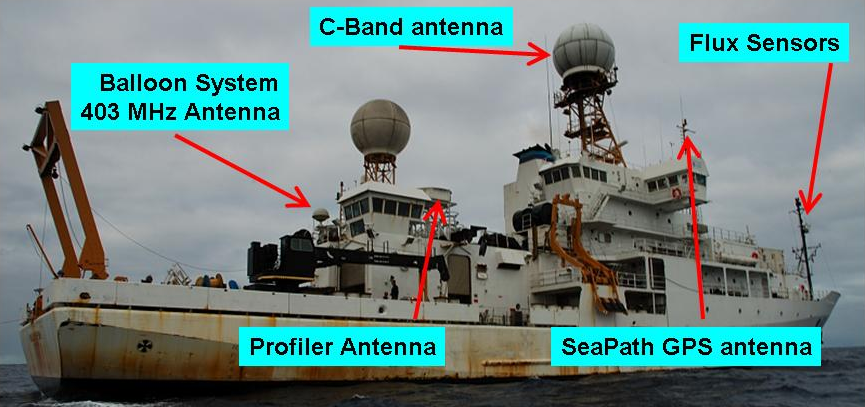 C-Band antenna
Flux Sensors
Balloon System
403 MHz Antenna
Profiler Antenna
SeaPath GPS antenna